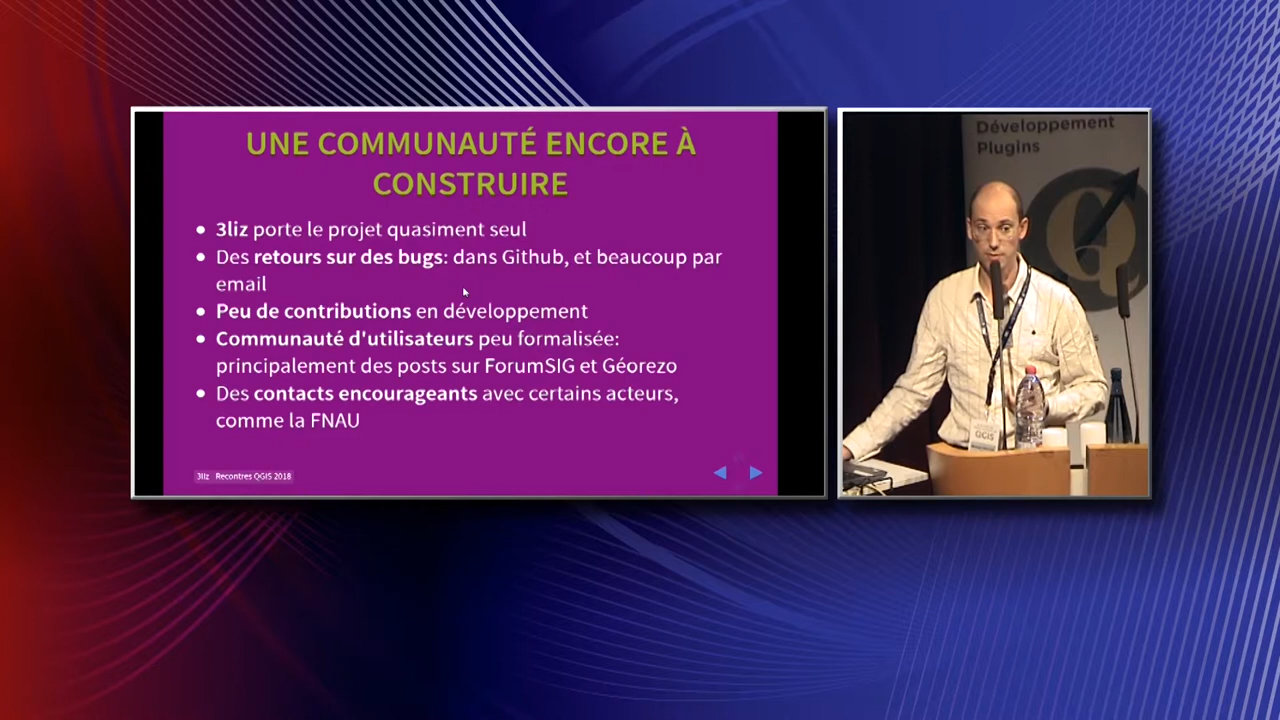 UNE COMMUNAUTÉ ENCORE À
CONSTRUIRE
3liz porte le projet quasiment seul
Des retours sur des bugs: dans Github, et beaucoup par
email
Peu de contributions en développement
Communauté d'utilisateurs peu formalisée:
principalement des posts sur ForumSIG et Géorezo
Des contacts encourageants avec certains acteurs,
comme la FNAU
3liz Recontres QGIS 2018
Développement
Plugins
QGIS